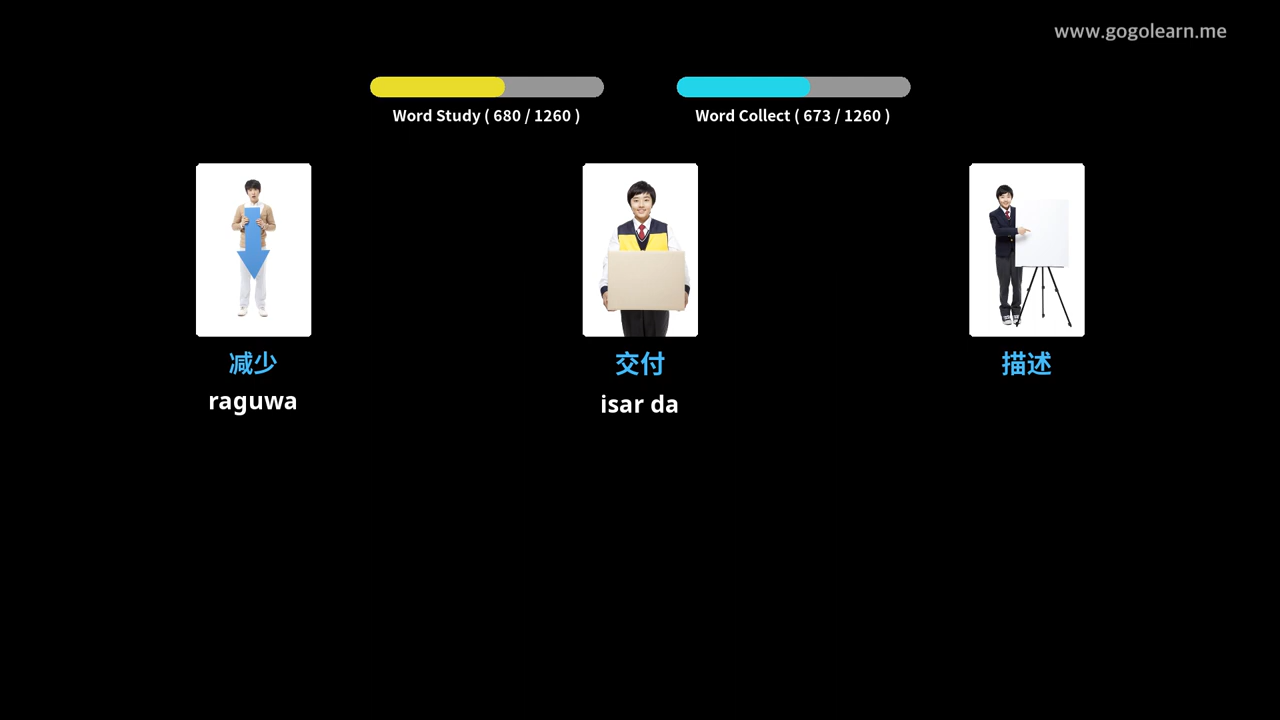 www.gogolearn.me
Word Study ( 680 / 1260 )
Word Collect ( 673 / 1260 )
减少
交付
描述
raguwa
isar da